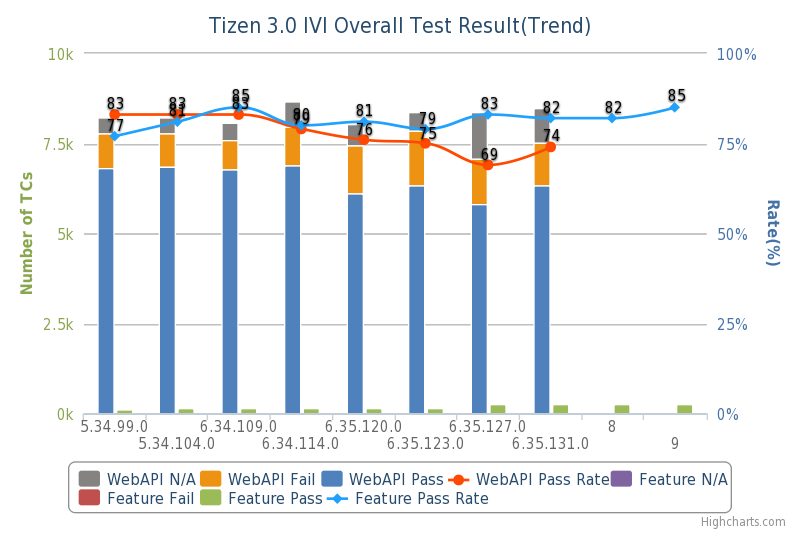 Tizen 3.0 IVI Overall Test Result(Trend)
10k
100%
83 83 85 83 80 81 79 83 82 82 85
77 81 79 76 75 69 74
7.5k
75%
Number of TCs
Rate(%)
5k
50%
2.5k
25%
0k
0%
5.34.99.0 6.34.109.0 6.35.120.0 6.35.127.0 8
5.34.104.0 6.34.114.0 6.35.123.0 6.35.131.0 9
WebAPI N/A WebAPI Fail WebAPI Pass WebAPI Pass Rate Feature N/A
Feature Fail Feature Pass Feature Pass Rate
Highcharts.com